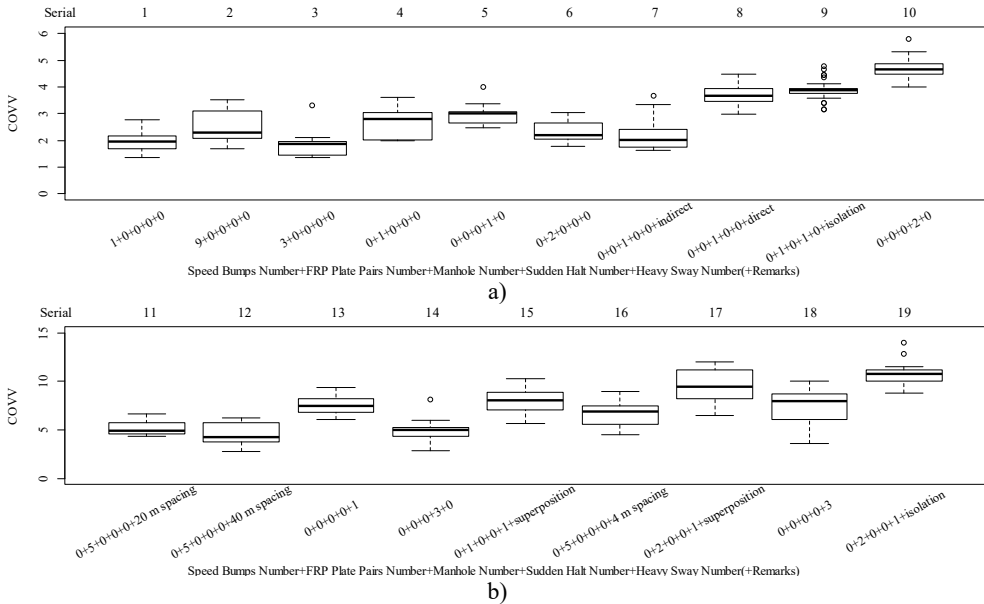 Serial 1 2 3 4 5 6 7 8 9 10
COVV
6
5
4
3
2
1
0
1+0+0+0+0
9+0+0+0+0
3+0+0+0+0
0+1+0+0+0
0+0+0+1+0
0+2+0+0+0
0+0+1+0+0+indirect
0+0+1+0+0+direct
0+1+0+1+0+isolation
0+0+0+2+0
Speed Bumps Number+FRP Plate Pairs Number+Manhole Number+Sudden Halt Number+Heavy Sway Number(+Remarks)
a)
Serial 11 12 13 14 15 16 17 18 19
COVV
15
10
5
0
0+5+0+0+0+20 m spacing
0+5+0+0+0+40 m spacing
0+0+0+0+1
0+0+0+3+0
0+1+0+0+1+superposition
0+5+0+0+0+4 m spacing
0+2+0+0+1+superposition
0+0+0+0+3
0+2+0+0+1+isolation
Speed Bumps Number+FRP Plate Pairs Number+Manhole Number+Sudden Halt Number+Heavy Sway Number(+Remarks)
b)